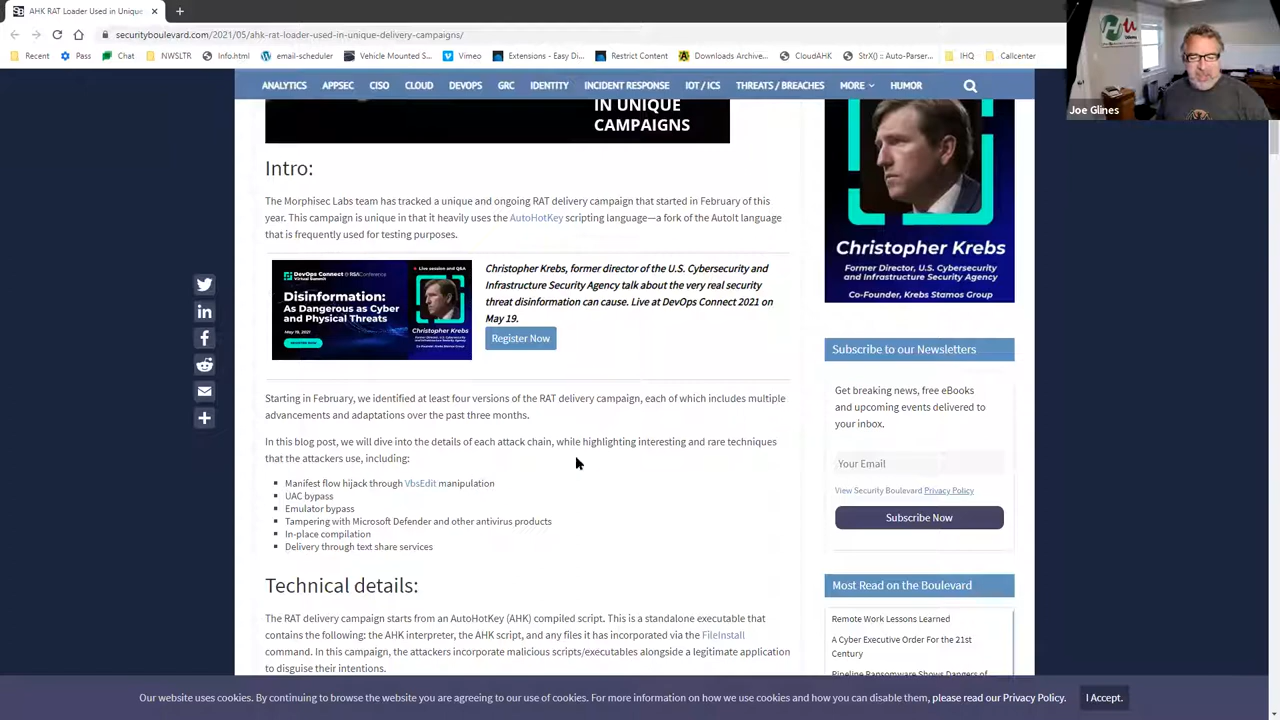 AHK RAT Loader Used in Unique
securityboulevard.com/2021/05/ahk-rat-loader-used-in-unique-delivery-campaigns/
Recent Pass Chat NWSLTR Info.html email-scheduler Vehicle Mounted S... Vimeo Extensions - Easy Di... Restrict Content Downloads Archive... CloudAHK StrX() :: Auto-Parser... IHQ Callcenter
Joe Glines
ANALYTICS APPSEC CISO CLOUD DEVOPS GRC IDENTITY INCIDENT RESPONSE IOT / ICS THREATS / BREACHES MORE HUMOR
IN UNIQUE
CAMPAIGNS
Intro:
The Morphisec Labs team has tracked a unique and ongoing RAT delivery campaign that started in February of this
year. This campaign is unique in that it heavily uses the AutoHotKey scripting language—a fork of the AutoIt language
that is frequently used for testing purposes.
DevOps Connect @ RSAConference
Virtual Summit
Live session and Q&A
Disinformation:
As Dangerous as Cyber
and Physical Threats
May 19, 2021
REGISTER NOW
Christopher Krebs
Christopher Krebs, former director of the U.S. Cybersecurity and
Infrastructure Security Agency talk about the very real security
threat disinformation can cause. Live at DevOps Connect 2021 on
May 19.
Register Now
Starting in February, we identified at least four versions of the RAT delivery campaign, each of which includes multiple
advancements and adaptations over the past three months.
In this blog post, we will dive into the details of each attack chain, while highlighting interesting and rare techniques
that the attackers use, including:
Manifest flow hijack through VbsEdit manipulation
UAC bypass
Emulator bypass
Tampering with Microsoft Defender and other antivirus products
In-place compilation
Delivery through text share services
Technical details:
The RAT delivery campaign starts from an AutoHotKey (AHK) compiled script. This is a standalone executable that
contains the following: the AHK interpreter, the AHK script, and any files it has incorporated via the FileInstall
command. In this campaign, the attackers incorporate malicious scripts/executables alongside a legitimate application
to disguise their intentions.
Christopher Krebs
Former Director, U.S. Cybersecurity
and Infrastructure Security Agency
Co-Founder, Krebs Stamos Group
Subscribe to our Newsletters
Get breaking news, free eBooks
and upcoming events delivered to
your inbox.
Your Email
View Security Boulevard Privacy Policy
Subscribe Now
Most Read on the Boulevard
Remote Work Lessons Learned
A Cyber Executive Order For the 21st
Century
Pipeline Ransomware Shows Dangers of
Our website uses cookies. By continuing to browse the website you are agreeing to our use of cookies. For more information on how we use cookies and how you can disable them, please read our Privacy Policy.
I Accept.